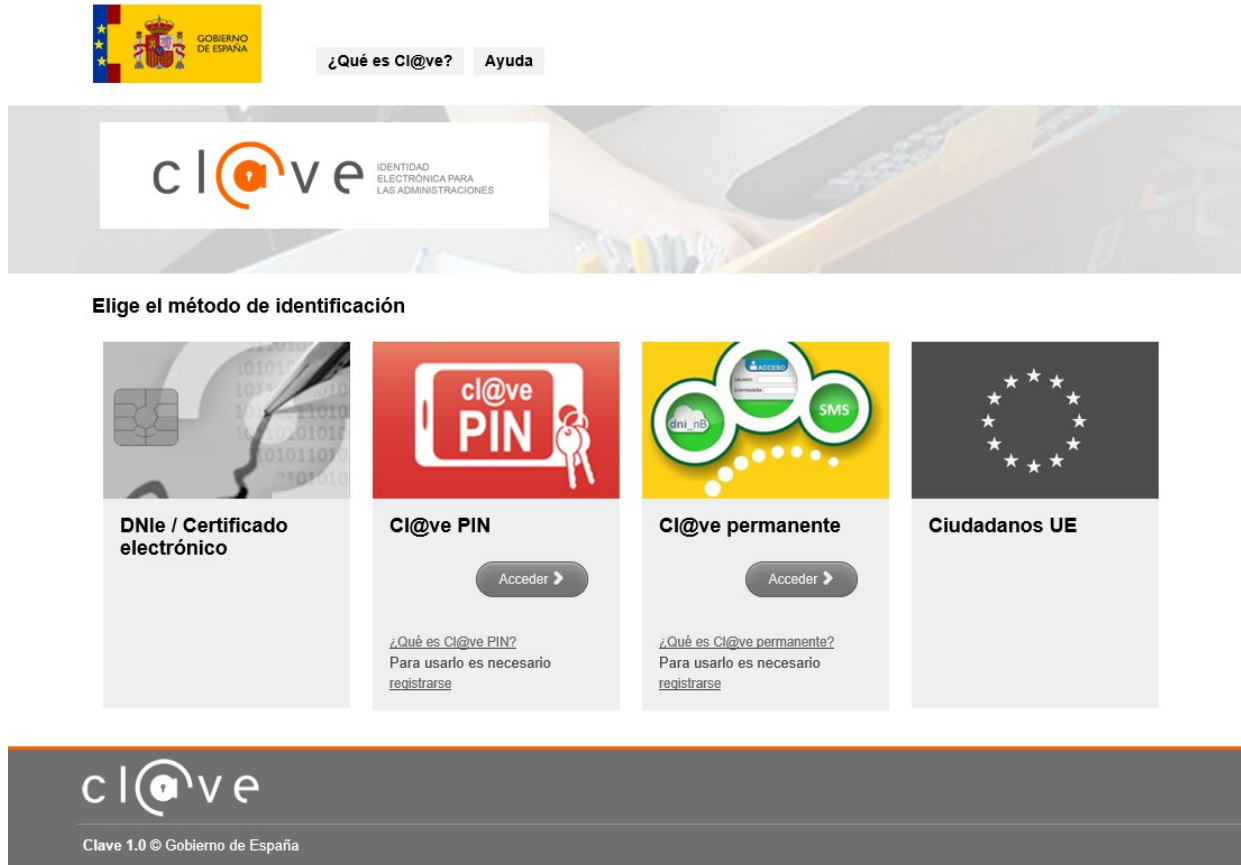 GOBIERNO
DE ESPAÑA
¿Qué es Cl@ve? Ayuda
cl@ve
IDENTIDAD
ELECTRÓNICA PARA
LAS ADMINISTRACIONES
Elige el método de identificación
cl@ve
PIN
ACCESO
USUARIO
CONTRASEÑA
dni_nB
SMS
DNIe / Certificado
electrónico
Cl@ve PIN
Acceder
¿Qué es Cl@ve PIN?
Para usarlo es necesario
registrarse
Cl@ve permanente
Acceder
¿Qué es Cl@ve permanente?
Para usarlo es necesario
registrarse
Ciudadanos UE
cl@ve
Clave 1.0 © Gobierno de España